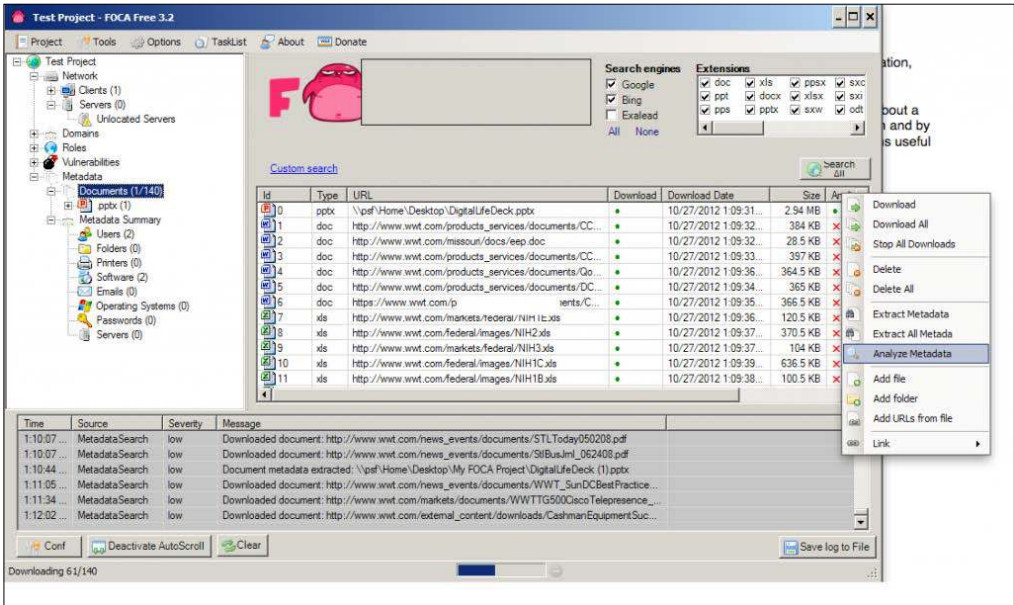 Test Project - FOCA Free 3.2
Project Tools Options TaskList About Donate
Test Project
Network
Clients (1)
Servers (0)
Unlocated Servers
Domains
Roles
Vulnerabilities
Metadata
Documents (1/140)
pptx (1)
Metadata Summary
Users (2)
Folders (0)
Printers (0)
Software (2)
Emails (0)
Operating Systems (0)
Passwords (0)
Servers (0)
FO
Search engines
Google
Bing
Exalead
All None
Extensions
doc xls ppsx sxc
ppt docx xlsx sxi
pps pptx sxw odt
ation,
bout a
and by
is useful
Custom search
Search All
Id Type URL Download Download Date Size
0 pptx \\psf\Home\Desktop\DigitalLifeDeck.pptx 10/27/2012 1:09:31... 2.94 MB
1 doc http://www.wwt.com/products_services/documents/CC... 10/27/2012 1:09:32... 384 KB
2 doc http://www.wwt.com/missouri/docs/eep.doc 10/27/2012 1:09:32... 28.5 KB
3 doc http://www.wwt.com/products_services/documents/CC... 10/27/2012 1:09:33... 397 KB
4 doc http://www.wwt.com/products_services/documents/Qo... 10/27/2012 1:09:36... 364.5 KB
5 doc http://www.wwt.com/products_services/documents/DC... 10/27/2012 1:09:34... 365 KB
6 doc https://www.wwt.com/p ents/C... 10/27/2012 1:09:35... 366.5 KB
7 xls http://www.wwt.com/markets/federal/NIH1E.xls 10/27/2012 1:09:36... 120.5 KB
8 xls http://www.wwt.com/federal/images/NIH2.xls 10/27/2012 1:09:37... 370.5 KB
9 xls http://www.wwt.com/markets/federal/NIH3.xls 10/27/2012 1:09:37... 104 KB
10 xls http://www.wwt.com/federal/images/NIH1C.xls 10/27/2012 1:09:39... 636.5 KB
11 xls http://www.wwt.com/federal/images/NIH1B.xls 10/27/2012 1:09:38... 100.5 KB
Download
Download All
Stop All Downloads
Delete
Delete All
Extract Metadata
Extract All Metada
Analyze Metadata
Add file
Add folder
Add URLs from file
Link
Time Source Severity Message
1:10:07 ... MetadataSearch low Downloaded document: http://www.wwt.com/news_events/documents/STLToday050208.pdf
1:10:07 ... MetadataSearch low Downloaded document: http://www.wwt.com/news_events/documents/StlBusJrnl_062408.pdf
1:10:44 ... MetadataSearch low Document metadata extracted: \\psf\Home\Desktop\My FOCA Project\DigitalLifeDeck (1).pptx
1:11:05 ... MetadataSearch low Downloaded document: http://www.wwt.com/news_events/documents/WWT_SunDCBestPractice...
1:11:34 ... MetadataSearch low Downloaded document: http://www.wwt.com/markets/documents/WWTTG500CiscoTelepresence_...
1:12:02 ... MetadataSearch low Downloaded document: http://www.wwt.com/external_content/downloads/CashmanEquipmentSuc...
Conf Deactivate AutoScroll Clear Save log to File
Downloading 61/140